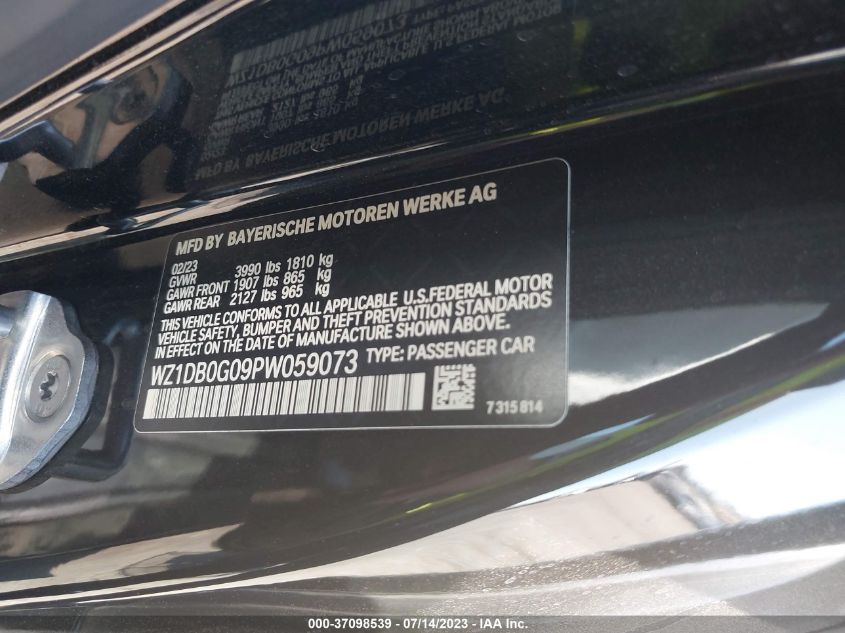 MFD BY BAYERISCHE MOTOREN WERKE AG
02/23
GVWR 3990 lbs 1810 kg
GAWR FRONT 1907 lbs 865 kg
GAWR REAR 2127 lbs 965 kg
THIS VEHICLE CONFORMS TO ALL APPLICABLE U.S.FEDERAL MOTOR
VEHICLE SAFETY, BUMPER AND THEFT PREVENTION STANDARDS
IN EFFECT ON THE DATE OF MANUFACTURE SHOWN ABOVE.
WZ1DB0G09PW059073 TYPE: PASSENGER CAR
7315814
000-37098539 - 07/14/2023 - IAA Inc.